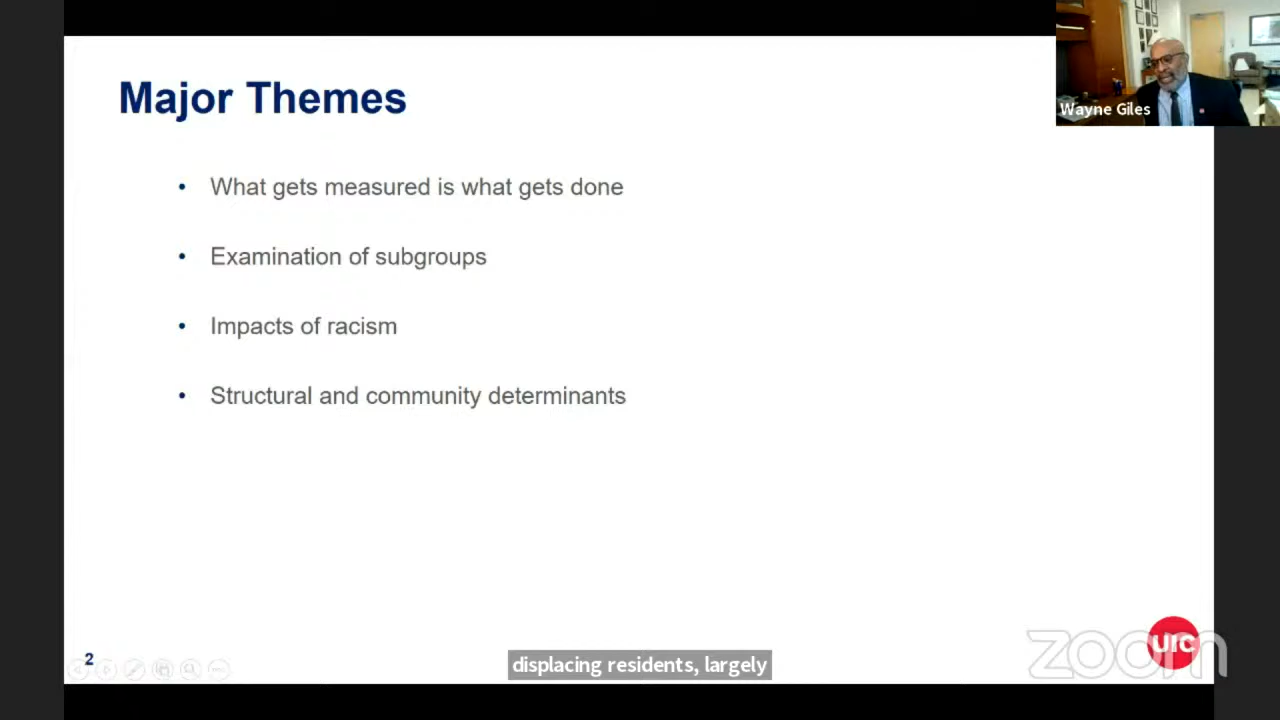 Major Themes
Wayne Giles
• What gets measured is what gets done
• Examination of subgroups
• Impacts of racism
• Structural and community determinants
2
displacing residents, largely
zoom
UIC